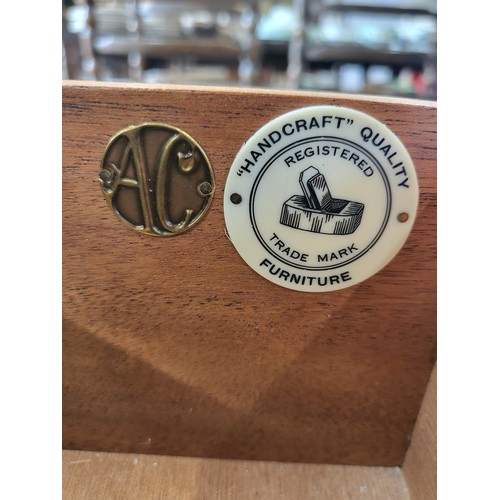 AC
"HANDCRAFT" QUALITY
REGISTERED
TRADE MARK
FURNITURE